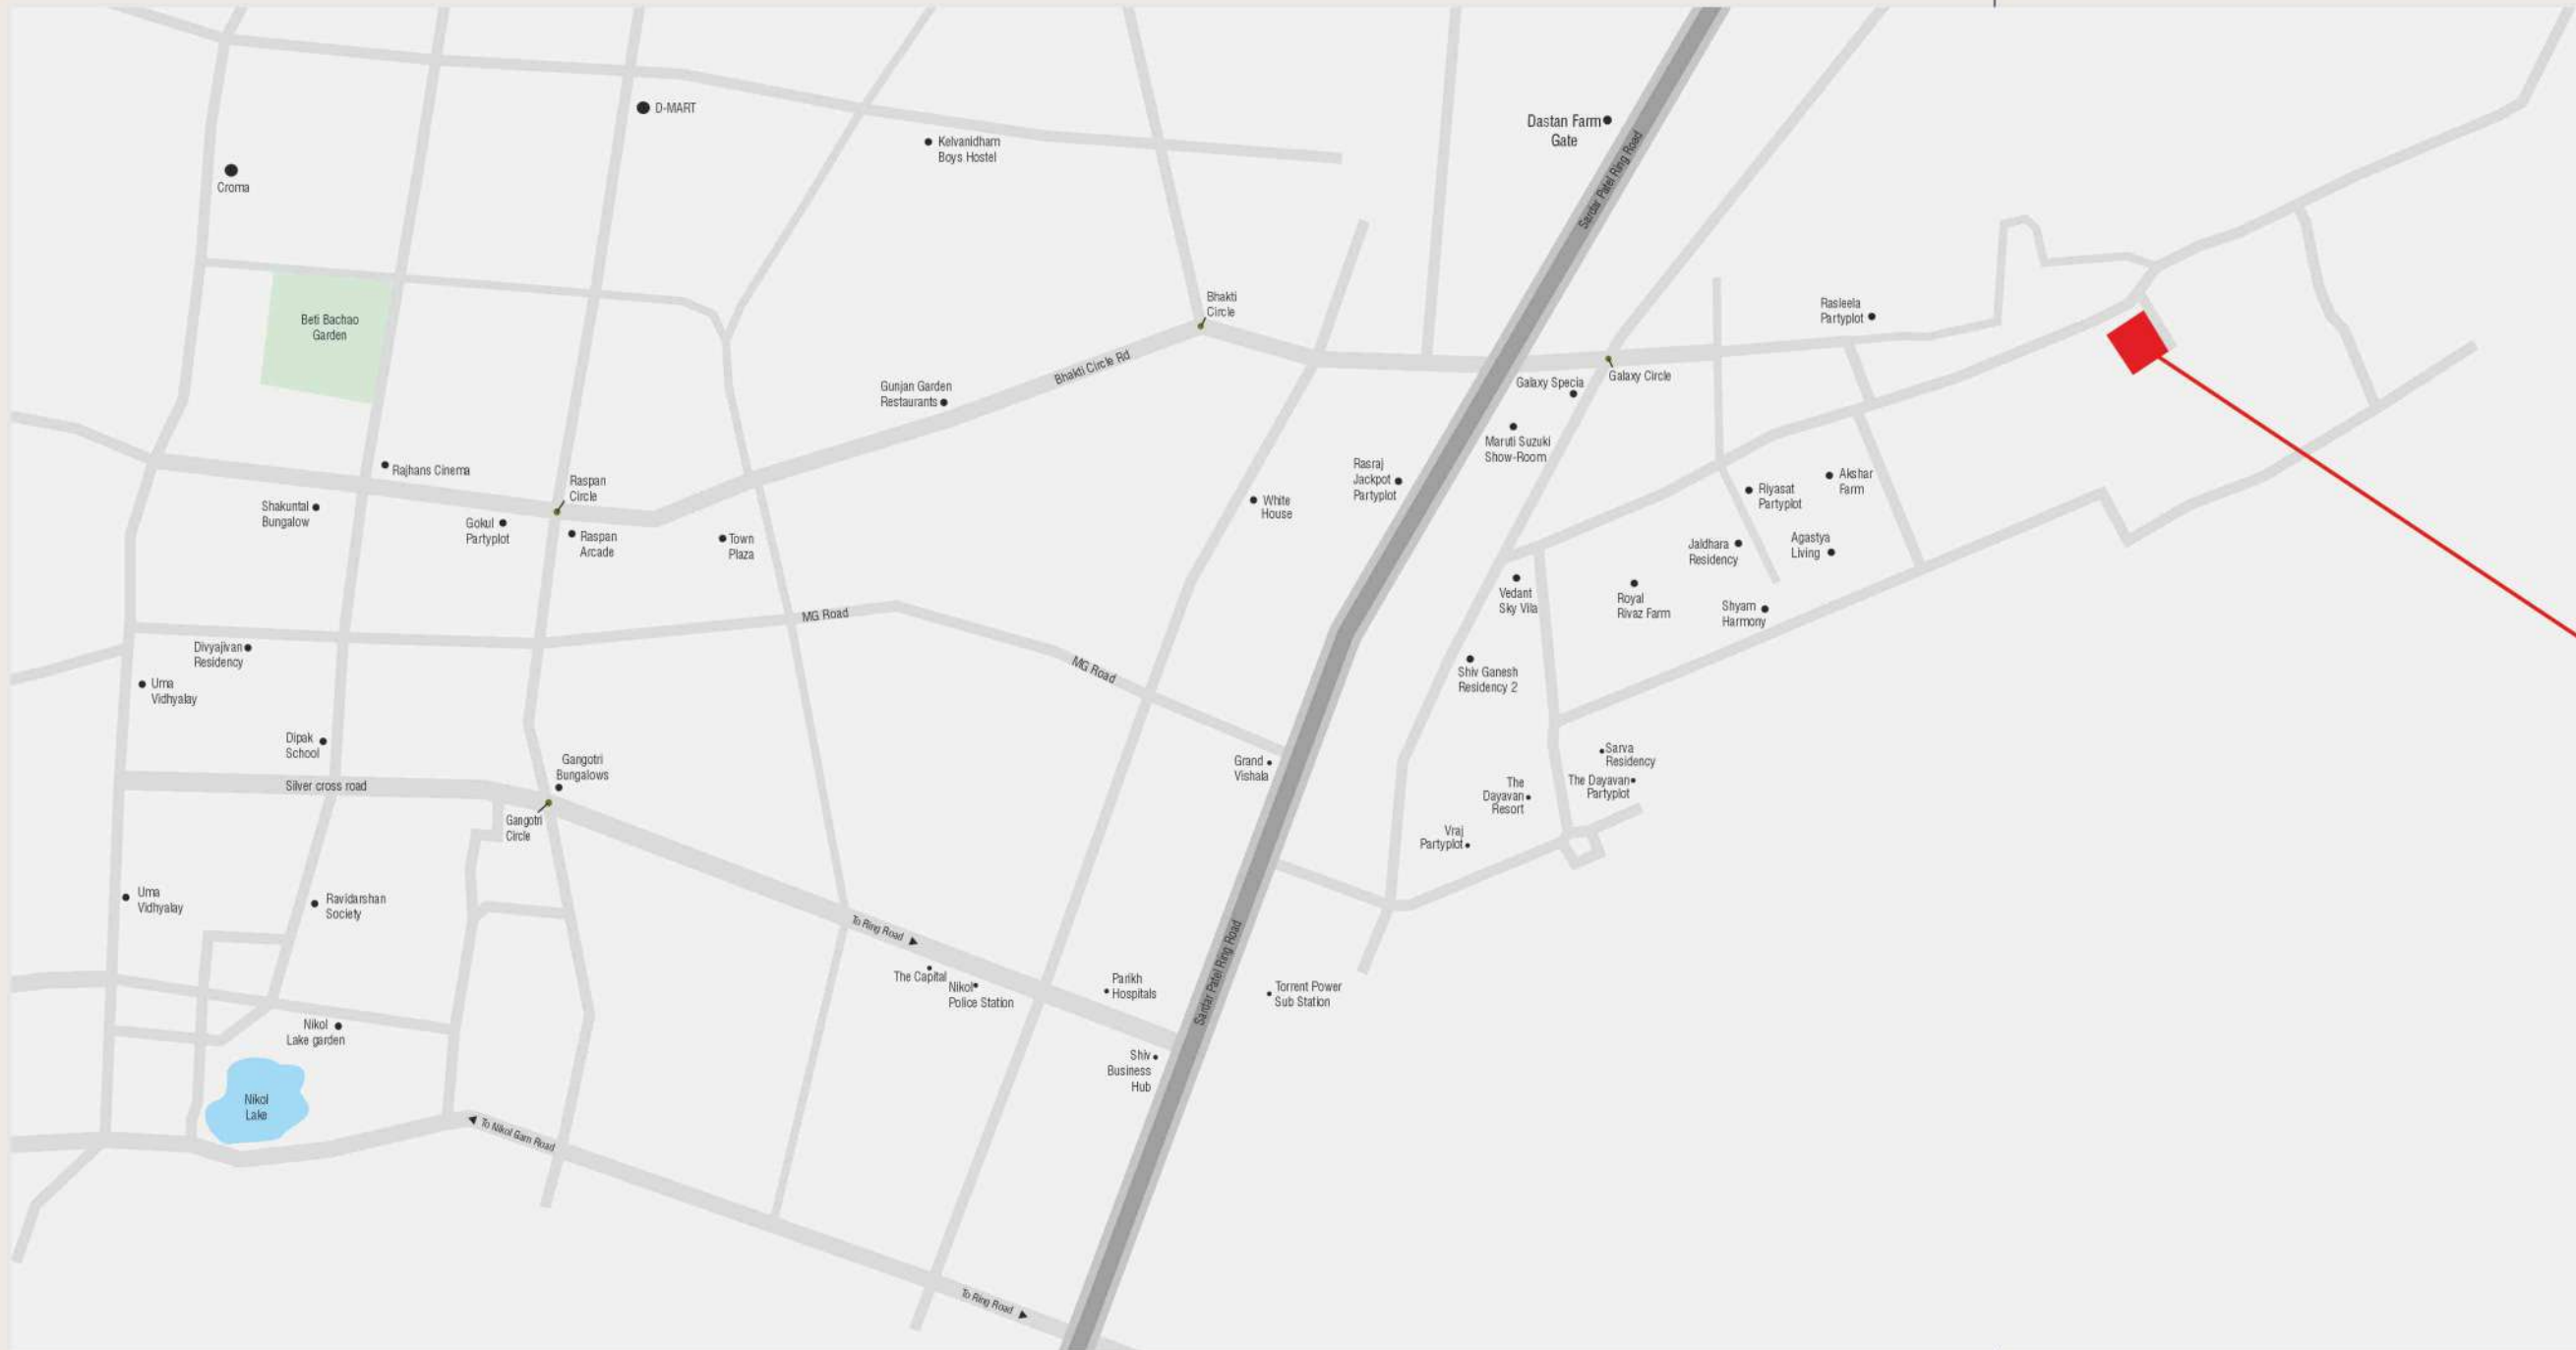 D-MART
Dastan Farm
Gate
Kelvanidham
Boys Hostel
Sardar Patel Ring Road
Croma
Bhakti
Circle
Rasleela
Partyplot
Beti Bachao
Garden
Bhakti Circle Rd
Galaxy Specia
Galaxy Circle
Gunjan Garden
Restaurants
Maruti Suzuki
Show-Room
Rajhans Cinema
Raspan
Circle
Rasraj
Jackpot
Partyplot
Akshar
Farm
Riyasat
Partyplot
Shakuntal
Bungalow
White
House
Gokul
Partyplot
Raspan
Arcade
Town
Plaza
Jaldhara
Residency
Agastya
Living
Vedant
Sky Vila
Royal
Rivaz Farm
Shyam
Harmony
MG Road
Divyajivan
Residency
MG Road
Shiv Ganesh
Residency 2
Uma
Vidhyalay
Dipak
School
Sarva
Residency
Gangotri
Bungalows
Grand
Vishala
The Dayavan
Partyplot
The
Dayavan
Resort
Silver cross road
Gangotri
Circle
Vraj
Partyplot
Uma
Vidhyalay
Ravidarshan
Society
To Ring Road
Sardar Patel Ring Road
The Capital
Nikol
Police Station
Parikh
Hospitals
Torrent Power
Sub Station
Nikol
Lake garden
Shiv
Business
Hub
Nikol
Lake
To Nikol Gam Road
To Ring Road